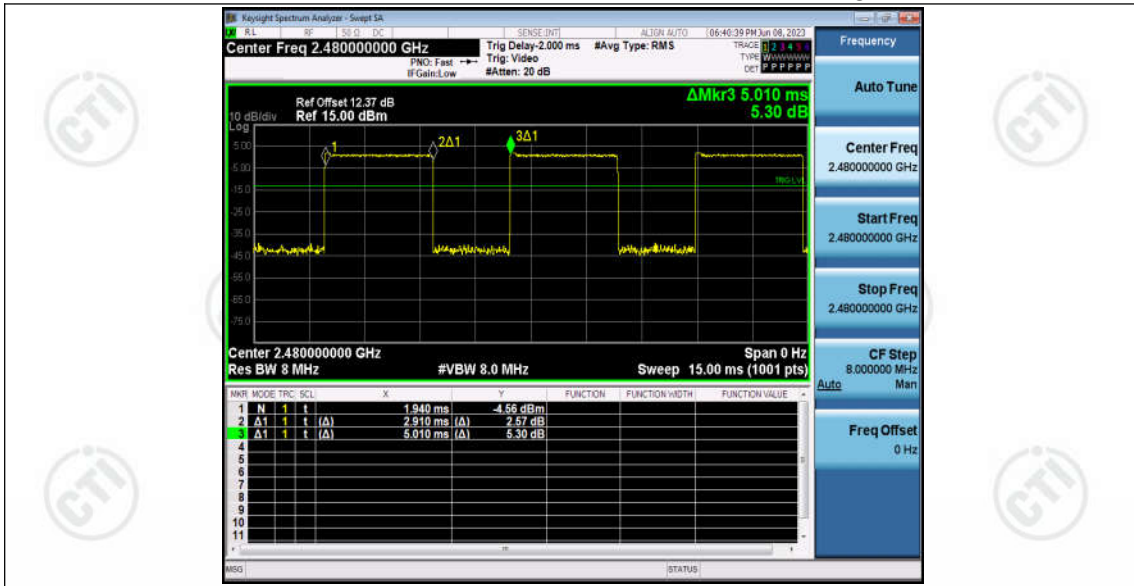 Keysight Spectrum Analyzer - Swept SA
RL RF 50 Ω DC SENSE:INT ALIGN AUTO 06:40:39 PM Jun 08, 2023
Center Freq 2.480000000 GHz Trig Delay-2.000 ms #Avg Type: RMS TRACE 1 2 3 4 5 6
PNO: Fast Trig: Video TYPE WWWWWW
IFGain:Low #Atten: 20 dB DET P P P P P P
Frequency
Auto Tune
Center Freq
2.480000000 GHz
Start Freq
2.480000000 GHz
Stop Freq
2.480000000 GHz
CF Step
8.000000 MHz
Auto Man
Freq Offset
0 Hz
ΔMkr3 5.010 ms
5.30 dB
Ref Offset 12.37 dB
10 dB/div Ref 15.00 dBm
Log
5.00
-5.00
-15.0
-25.0
-35.0
-45.0
-55.0
-65.0
-75.0
1
2Δ1
3Δ1
TRIG LVL
Center 2.480000000 GHz Span 0 Hz
Res BW 8 MHz #VBW 8.0 MHz Sweep 15.00 ms (1001 pts)
MKR MODE TRC SCL X Y FUNCTION FUNCTION WIDTH FUNCTION VALUE
1 N 1 t 1.940 ms -4.56 dBm
2 Δ1 1 t (Δ) 2.910 ms (Δ) 2.57 dB
3 Δ1 1 t (Δ) 5.010 ms (Δ) 5.30 dB
4
5
6
7
8
9
10
11
MSG STATUS
CTI
CTI
CTI
CTI